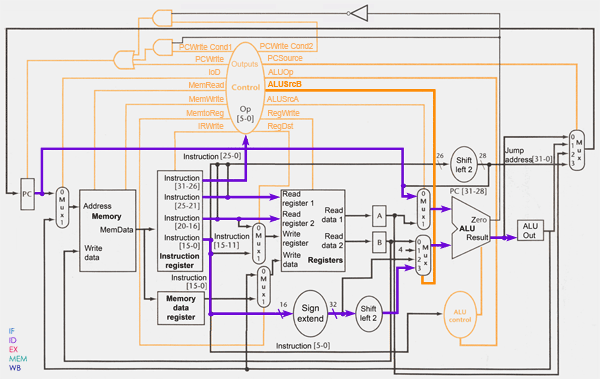 PCWrite Cond1
PCWrite Cond2
PCWrite
PCSource
IoD
Outputs
ALUOp
MemRead
ALUSrcB
Control
MemWrite
ALUSrcA
MemtoReg
Op
RegWrite
IRWrite
[5-0]
RegDst
Instruction [25-0]
26
Shift
left 2
28
Jump
address[31-0]
PC
0
M
u
x
1
Address
Memory
MemData
Write
data
Instruction
[31-26]
Instruction
[25-21]
Instruction
[20-16]
Instruction
[15-0]
Instruction
register
Instruction
[15-0]
Memory
data
register
Instruction
[15-11]
0
M
u
x
1
0
M
u
x
1
Read
register 1
Read
register 2
Write
register
Write
data
Read
data 1
Read
data 2
Registers
A
B
4
0
M
u
x
1
0
1
M
u
x
2
3
PC [31-28]
Zero
ALU
Result
ALU
Out
0
1
M
u
x
2
3
16
Sign
extend
32
Shift
left 2
ALU
control
Instruction [5-0]
IF
ID
EX
MEM
WB